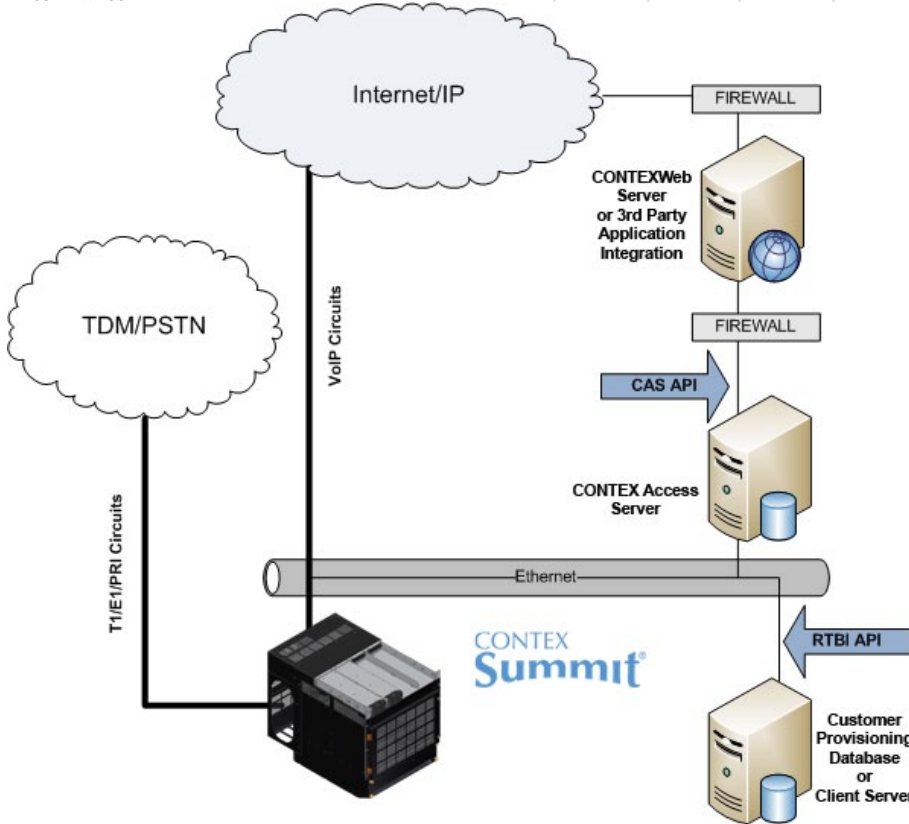 Internet/IP
FIREWALL
CONTEXWeb
Server
or 3rd Party
Application
Integration
TDM/PSTN
VoIP Circuits
FIREWALL
CAS API
CONTEX Access
Server
T1/E1/PRI Circuits
Ethernet
CONTEX
Summit®
RTBI API
Customer
Provisioning
Database
or
Client Server